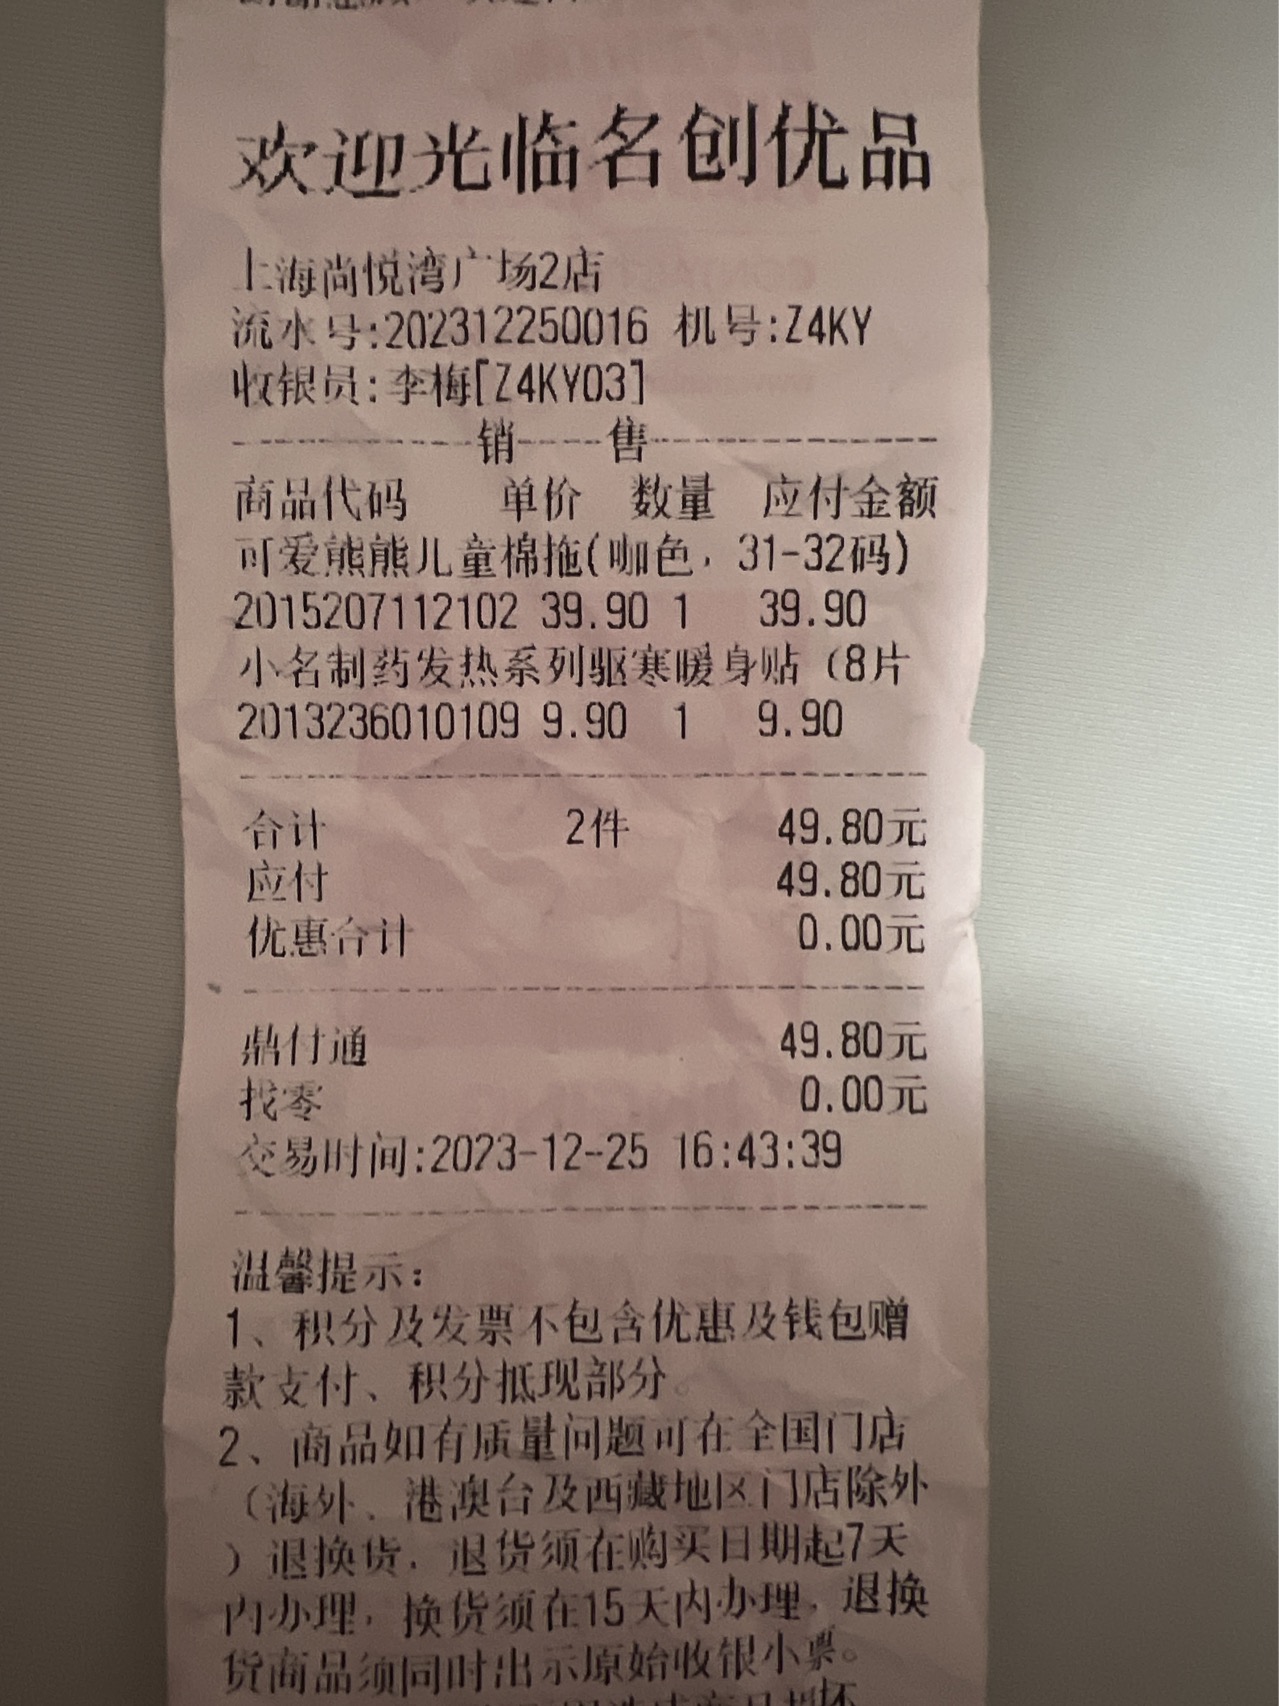 欢迎光临名创优品
上海尚悦湾广场2店
流水号:202312250016 机号:Z4KY
收银员:李梅[Z4KY03]
----------销----售----------
商品代码 单价 数量 应付金额
可爱熊熊儿童棉拖(咖色,31-32码)
2015207112102 39.90 1 39.90
小名制药发热系列驱寒暖身贴（8片
2013236010109 9.90 1 9.90
合计 2件 49.80元
应付 49.80元
优惠合计 0.00元
鼎付通 49.80元
找零 0.00元
交易时间:2023-12-25 16:43:39
温馨提示:
1、积分及发票不包含优惠及钱包赠
款支付、积分抵现部分。
2、商品如有质量问题可在全国门店
（海外、港澳台及西藏地区门店除外
）退换货，退货须在购买日期起7天
内办理，换货须在15天内办理，退换
货商品须同时出示原始收银小票。